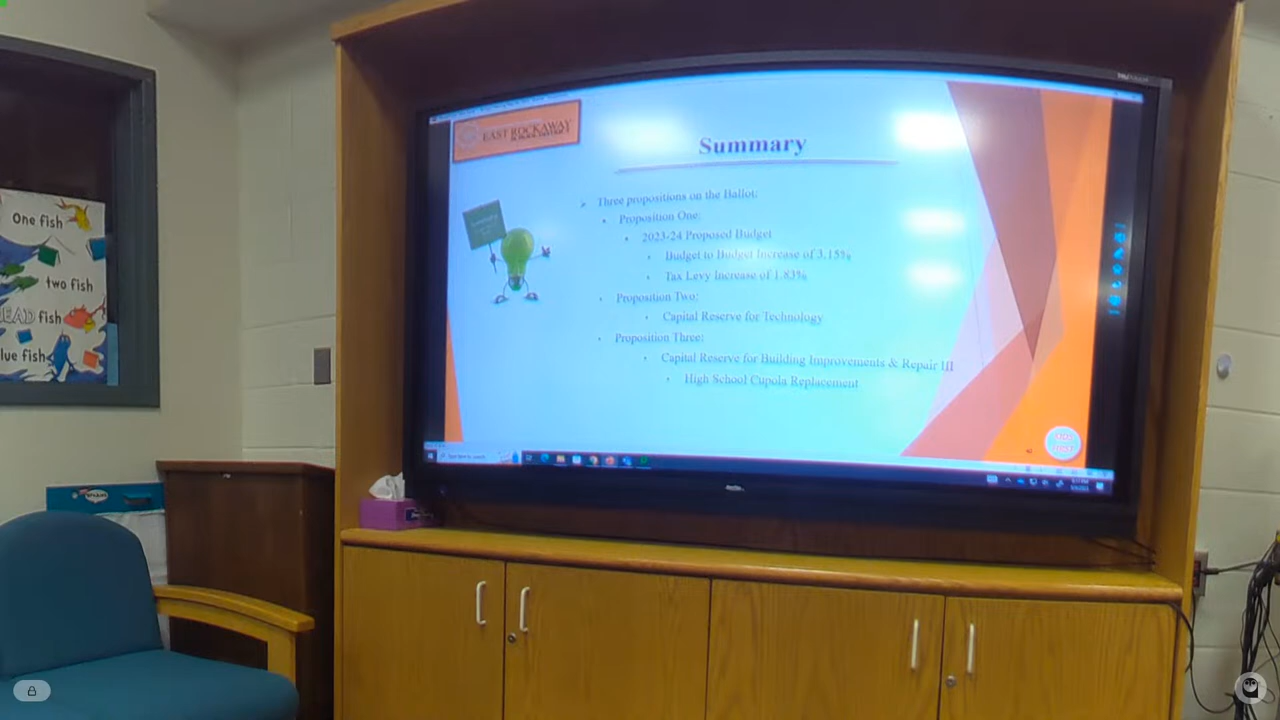 EAST ROCKAWAY
Summary
Three propositions on the Ballot:
Proposition One:
2023-24 Proposed Budget
Budget to Budget Increase of 3.15%
Tax Levy Increase of 1.83%
Proposition Two:
Capital Reserve for Technology
Proposition Three:
Capital Reserve for Building Improvements & Repair III
High School Cupola Replacement
One fish
two fish
EAD fish
lue fish